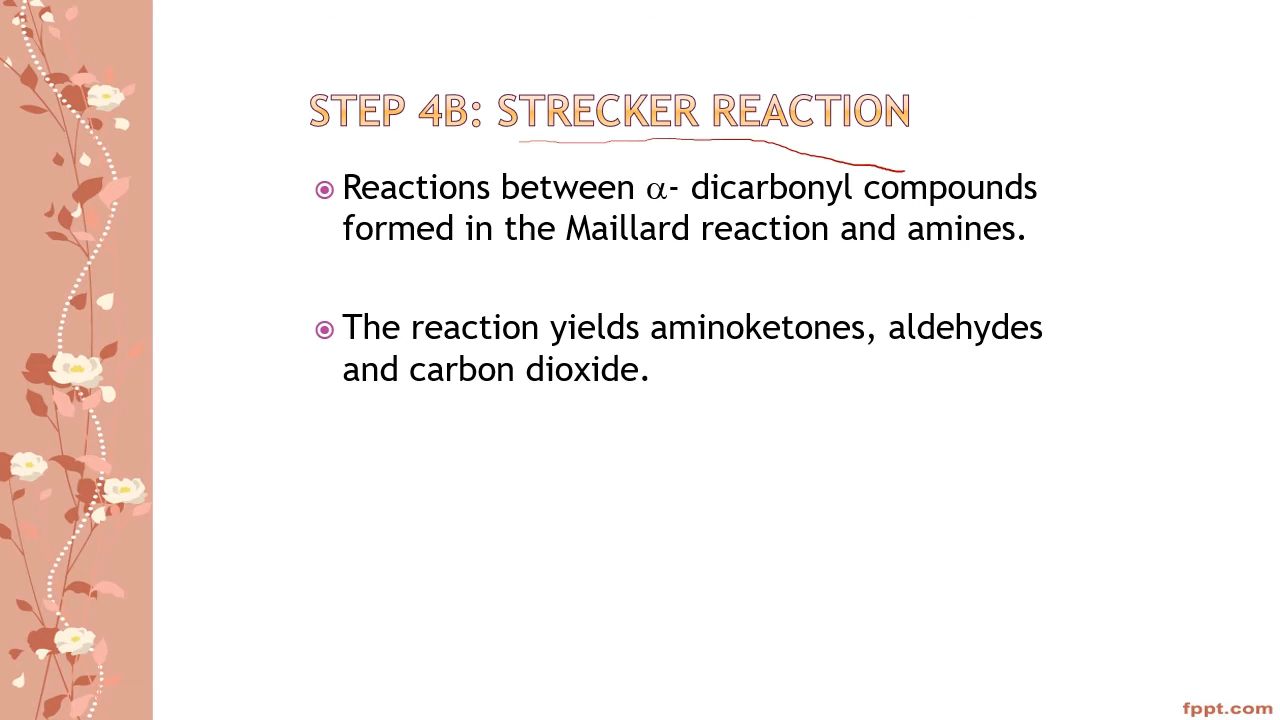 STEP 4B: STRECKER REACTION
Reactions between α- dicarbonyl compounds
formed in the Maillard reaction and amines.
The reaction yields aminoketones, aldehydes
and carbon dioxide.
fppt.com